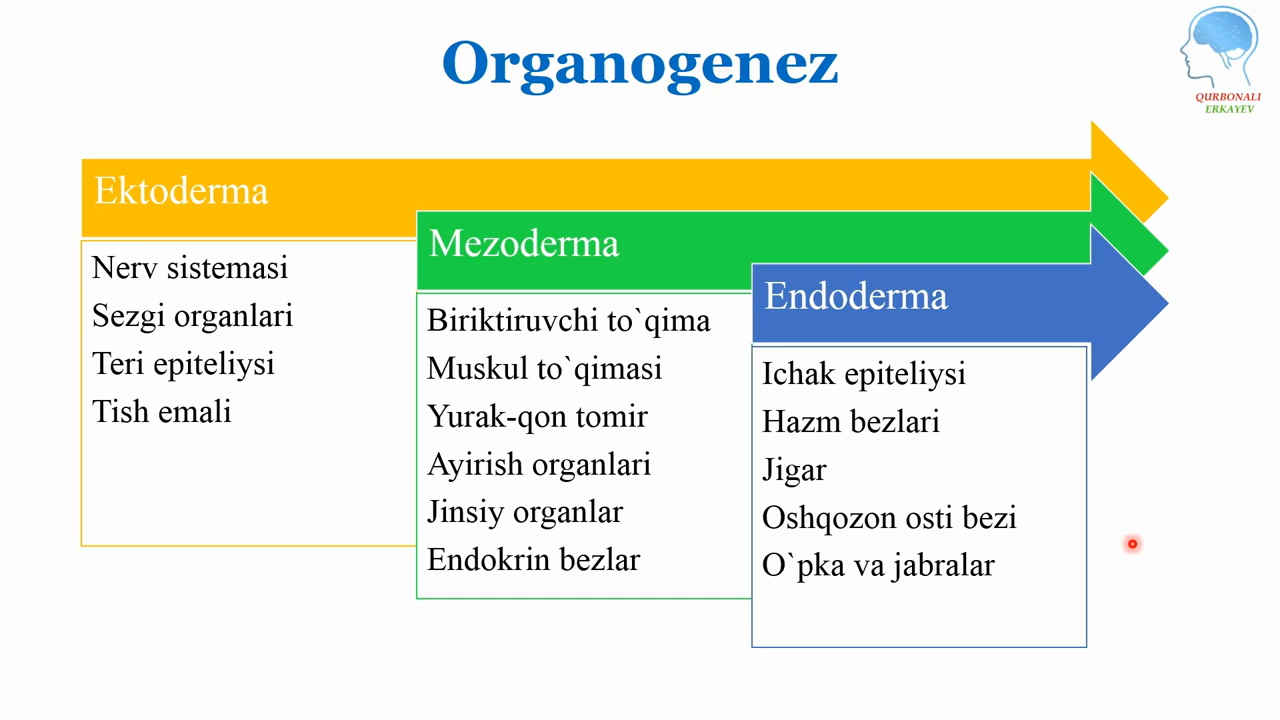 Organogenez
QURBONALI
ERKAYEV
Ektoderma
Nerv sistemasi
Sezgi organlari
Teri epiteliysi
Tish emali
Mezoderma
Biriktiruvchi to`qima
Muskul to`qimasi
Yurak-qon tomir
Ayirish organlari
Jinsiy organlar
Endokrin bezlar
Endoderma
Ichak epiteliysi
Hazm bezlari
Jigar
Oshqozon osti bezi
O`pka va jabralar